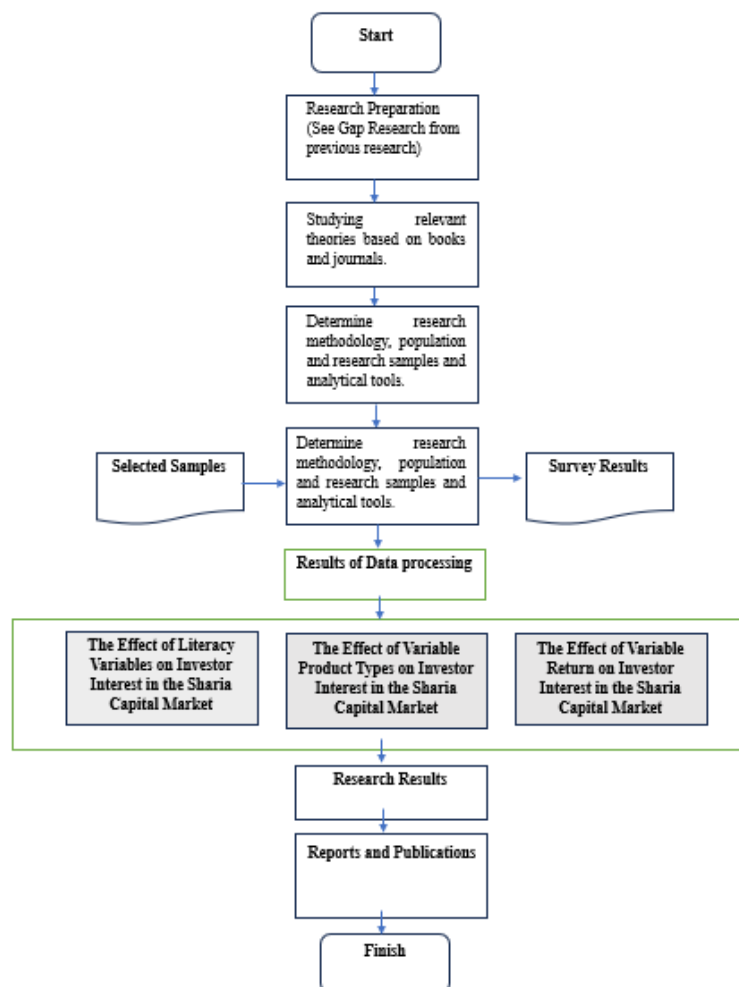 Start
Research Preparation
(See Gap Research from
previous research)
Studying relevant
theories based on books
and journals.
Determine research
methodology, population
and research samples and
analytical tools.
Selected Samples
Determine research
methodology, population
and research samples and
analytical tools.
Survey Results
Results of Data processing
The Effect of Literacy
Variables on Investor
Interest in the Sharia
Capital Market
The Effect of Variable
Product Types on Investor
Interest in the Sharia
Capital Market
The Effect of Variable
Return on Investor
Interest in the Sharia
Capital Market
Research Results
Reports and Publications
Finish